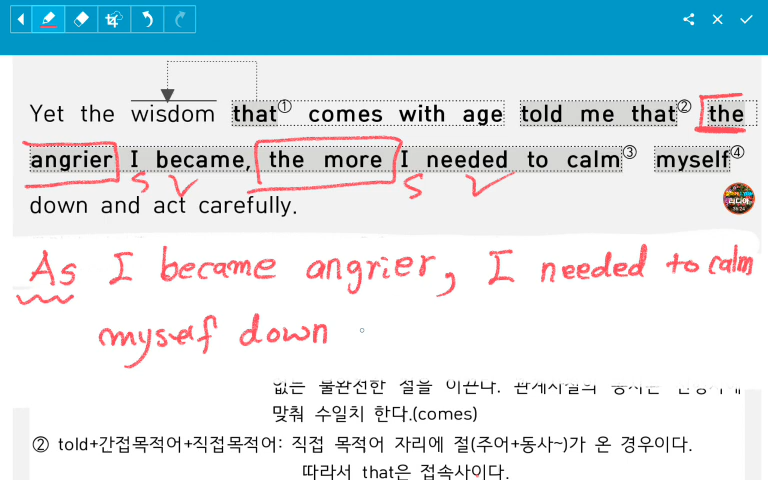 Yet the wisdom that① comes with age told me that② the
angrier I became, the more I needed to calm③ myself④
S V S V
down and act carefully.
As I became angrier, I needed to calm
myself down
맞춰 수일치 한다.(comes)
② told+간접목적어+직접목적어: 직접 목적어 자리에 절(주어+동사~)가 온 경우이다.
따라서 that은 접속사이다.